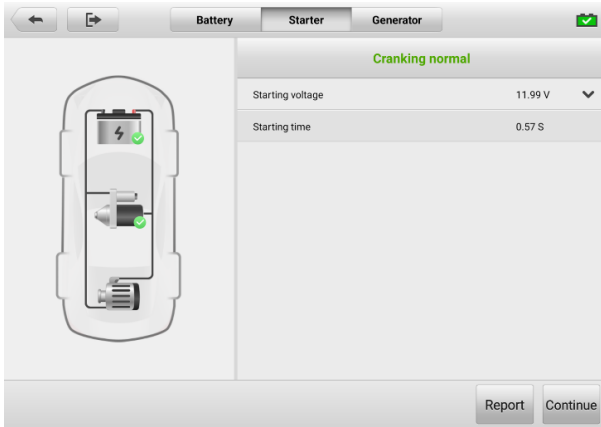 Battery Starter Generator
Cranking normal
Starting voltage 11.99 V
Starting time 0.57 S
Report Continue